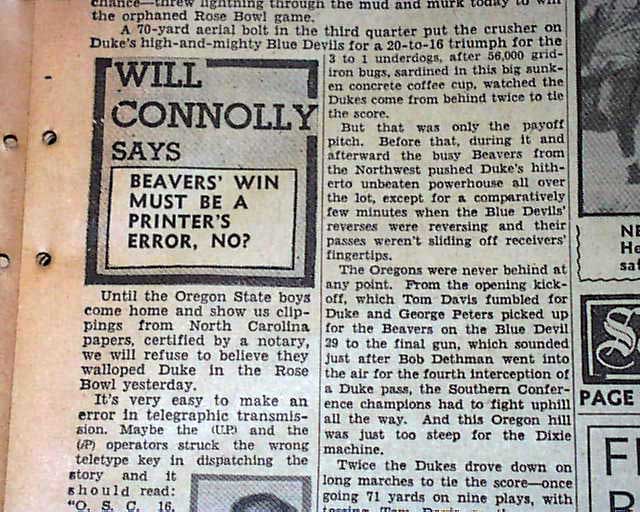 chance—threw lightning through the mud and murk today to win
the orphaned Rose Bowl game.
A 70-yard aerial bolt in the third quarter put the crusher on
Duke's high-and-mighty Blue Devils for a 20-to-16 triumph for the
3 to 1 underdogs, after 56,000 grid-
iron bugs, sardined in this big sunk-
en concrete coffee cup, watched the
Dukes come from behind twice to tie
the score.
But that was only the payoff
pitch. Before that, during it and
afterward the busy Beavers from
the Northwest pushed Duke's hith-
erto unbeaten powerhouse all over
the lot, except for a comparatively
few minutes when the Blue Devils'
reverses were reversing and their
passes weren't sliding off receivers'
fingertips.
The Oregons were never behind at
any point. From the opening kick-
off, which Tom Davis fumbled for
Duke and George Peters picked up
for the Beavers on the Blue Devil
29 to the final gun, which sounded
just after Bob Dethman went into
the air for the fourth interception of
a Duke pass, the Southern Confer-
ence champions had to fight uphill
all the way. And this Oregon hill
was just too steep for the Dixie
machine.
Twice the Dukes drove down on
long marches to tie the score—once
going 71 yards on nine plays, with
WILL
CONNOLLY
SAYS
BEAVERS' WIN
MUST BE A
PRINTER'S
ERROR, NO?
Until the Oregon State boys
come home and show us clip-
pings from North Carolina
papers, certified by a notary,
we will refuse to believe they
walloped Duke in the Rose
Bowl yesterday.
It's very easy to make an
error in telegraphic transmis-
sion. Maybe the (UP) and the
(AP) operators struck the wrong
teletype key in dispatching the
story and it
should read:
"O. S. C. 16,
NE
He
saf
PAGE